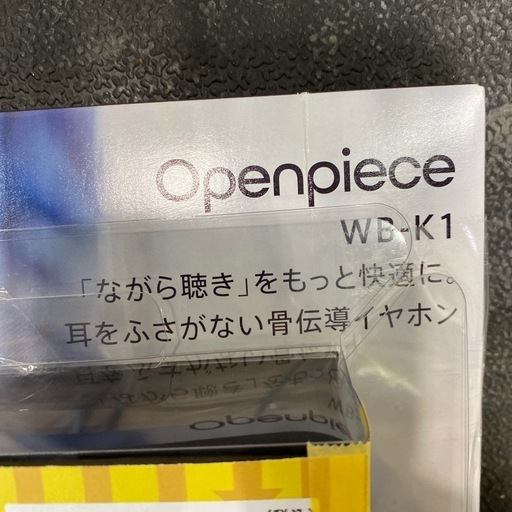 Openpiece
WB-K1
「ながら聴き」をもっと快適に。
耳をふさがない骨伝導イヤホン